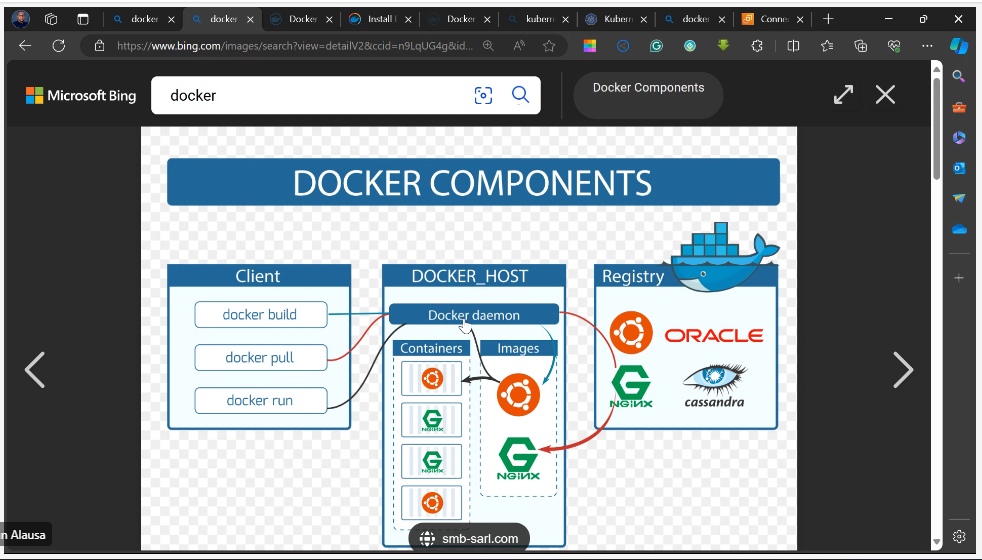 docker
docker
Docker
Install
Docker
kubern
Kubern
docker
Conne
https://www.bing.com/images/search?view=detailV2&ccid=n9LqUG4g&id...
Microsoft Bing
docker
Docker Components
DOCKER COMPONENTS
Client
DOCKER_HOST
Registry
docker build
docker pull
docker run
Docker daemon
Containers
Images
NGINX
NGINX
NGINX
ORACLE
NGINX
cassandra
n Alausa
smb-sarl.com